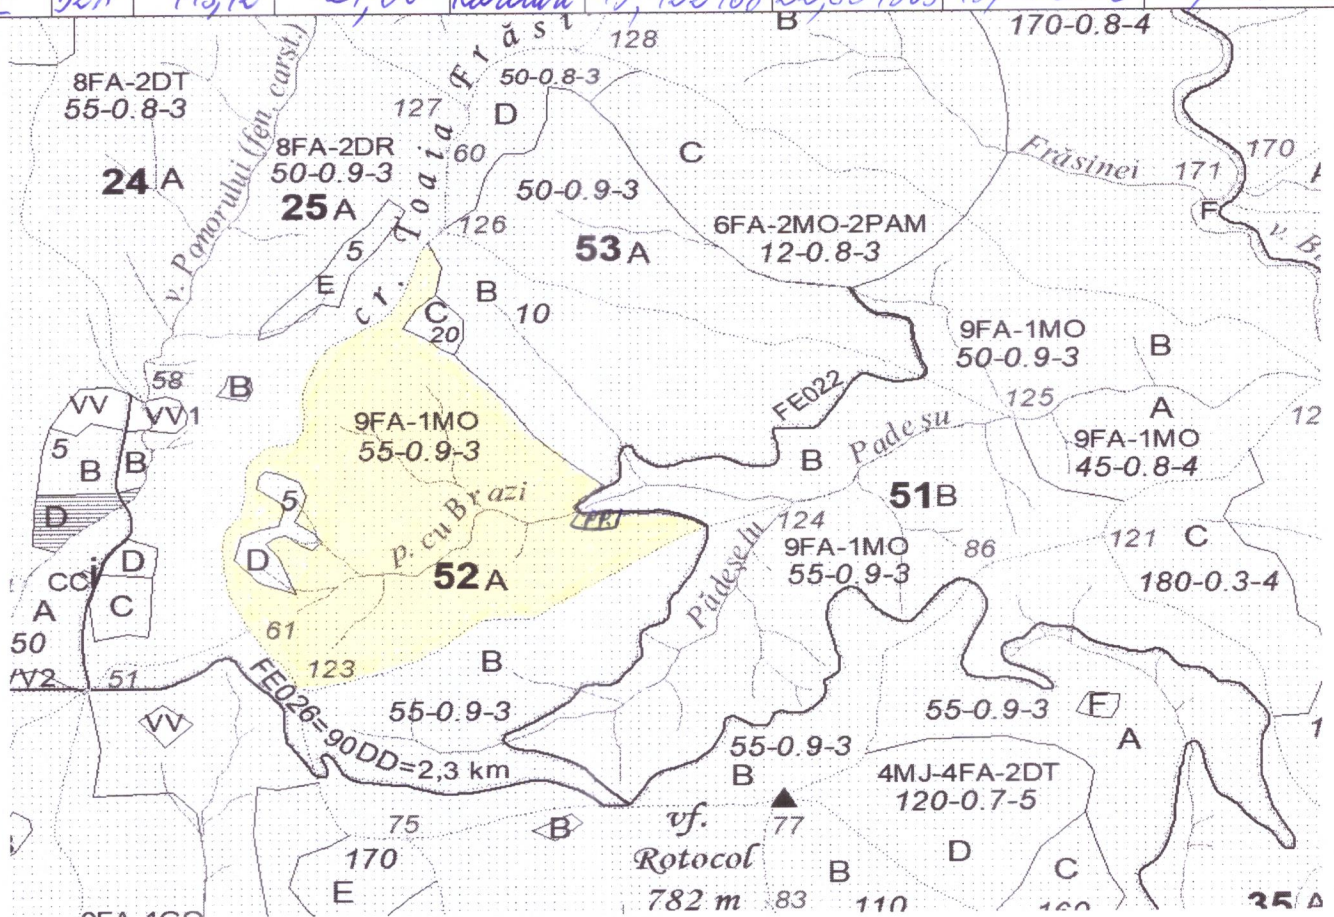 B
170-0.8-4
128
Frăsi
50-0.8-3
8FA-2DT
55-0.8-3
127
D
8FA-2DR
50-0.9-3
60
C
Frăsinei
171
170
24 A
v. Ponorului (fen. carst.)
25 A
50-0.9-3
F
126
6FA-2MO-2PAM
12-0.8-3
53 A
cr. Toaia
5
E
B
10
C
20
9FA-1MO
50-0.9-3
B
58
B
125
A
VV
VV1
9FA-1MO
55-0.9-3
FE022
Padeșu
9FA-1MO
45-0.8-4
5
B
B
B
51 B
D
5
p. cu Brazi
P.P.
124
Pădeșelu
86
121
C
9FA-1MO
55-0.9-3
180-0.3-4
D
D
52 A
CC
A
C
50
61
123
B
VV2
51
FE026=90DD=2,3 km
55-0.9-3
55-0.9-3
F
A
VV
55-0.9-3
B
4MJ-4FA-2DT
120-0.7-5
75
B
vf.
Rotocol
782 m
77
170
E
D
B
C
83
110
160
35 A